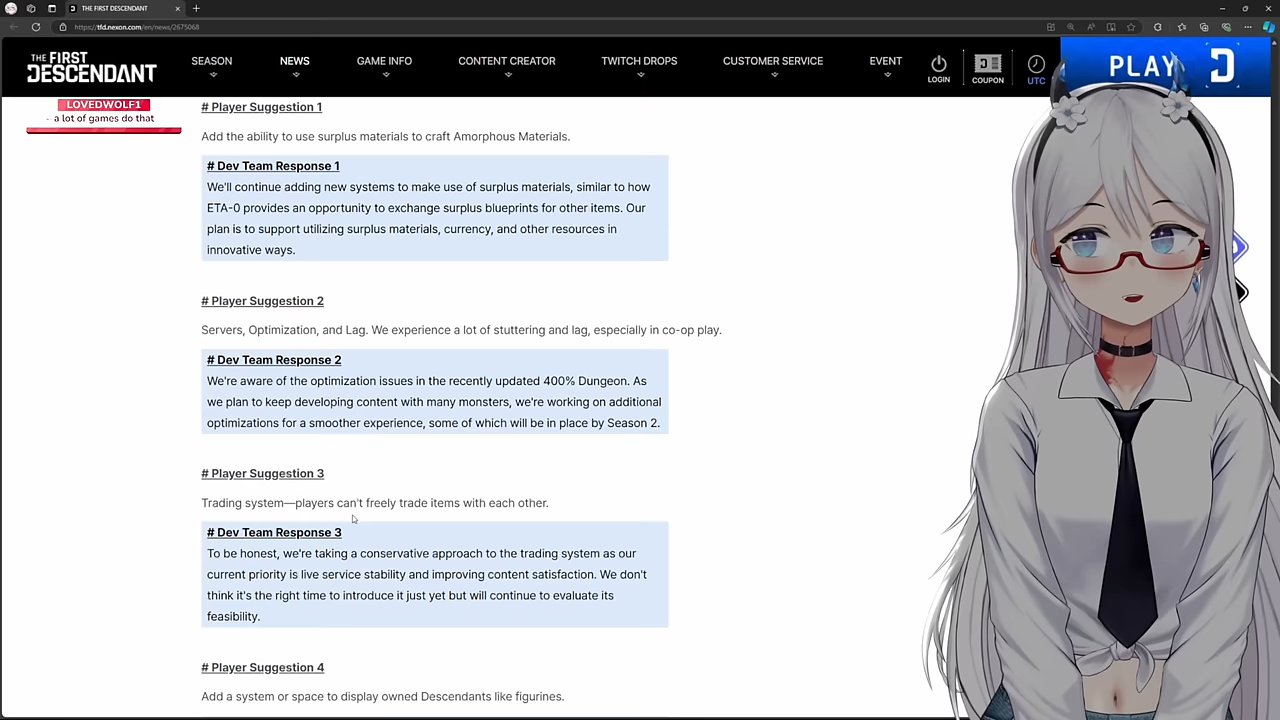 THE FIRST DESCENDANT
https://tfd.nexon.com/en/news/2675068
THE FIRST
DESCENDANT
SEASON
NEWS
GAME INFO
CONTENT CREATOR
TWITCH DROPS
CUSTOMER SERVICE
EVENT
LOGIN
COUPON
UTC
PLAY
LOVEDWOLF1
- a lot of games do that
# Player Suggestion 1
Add the ability to use surplus materials to craft Amorphous Materials.
# Dev Team Response 1
We'll continue adding new systems to make use of surplus materials, similar to how
ETA-0 provides an opportunity to exchange surplus blueprints for other items. Our
plan is to support utilizing surplus materials, currency, and other resources in
innovative ways.
# Player Suggestion 2
Servers, Optimization, and Lag. We experience a lot of stuttering and lag, especially in co-op play.
# Dev Team Response 2
We're aware of the optimization issues in the recently updated 400% Dungeon. As
we plan to keep developing content with many monsters, we're working on additional
optimizations for a smoother experience, some of which will be in place by Season 2.
# Player Suggestion 3
Trading system—players can't freely trade items with each other.
# Dev Team Response 3
To be honest, we're taking a conservative approach to the trading system as our
current priority is live service stability and improving content satisfaction. We don't
think it's the right time to introduce it just yet but will continue to evaluate its
feasibility.
# Player Suggestion 4
Add a system or space to display owned Descendants like figurines.